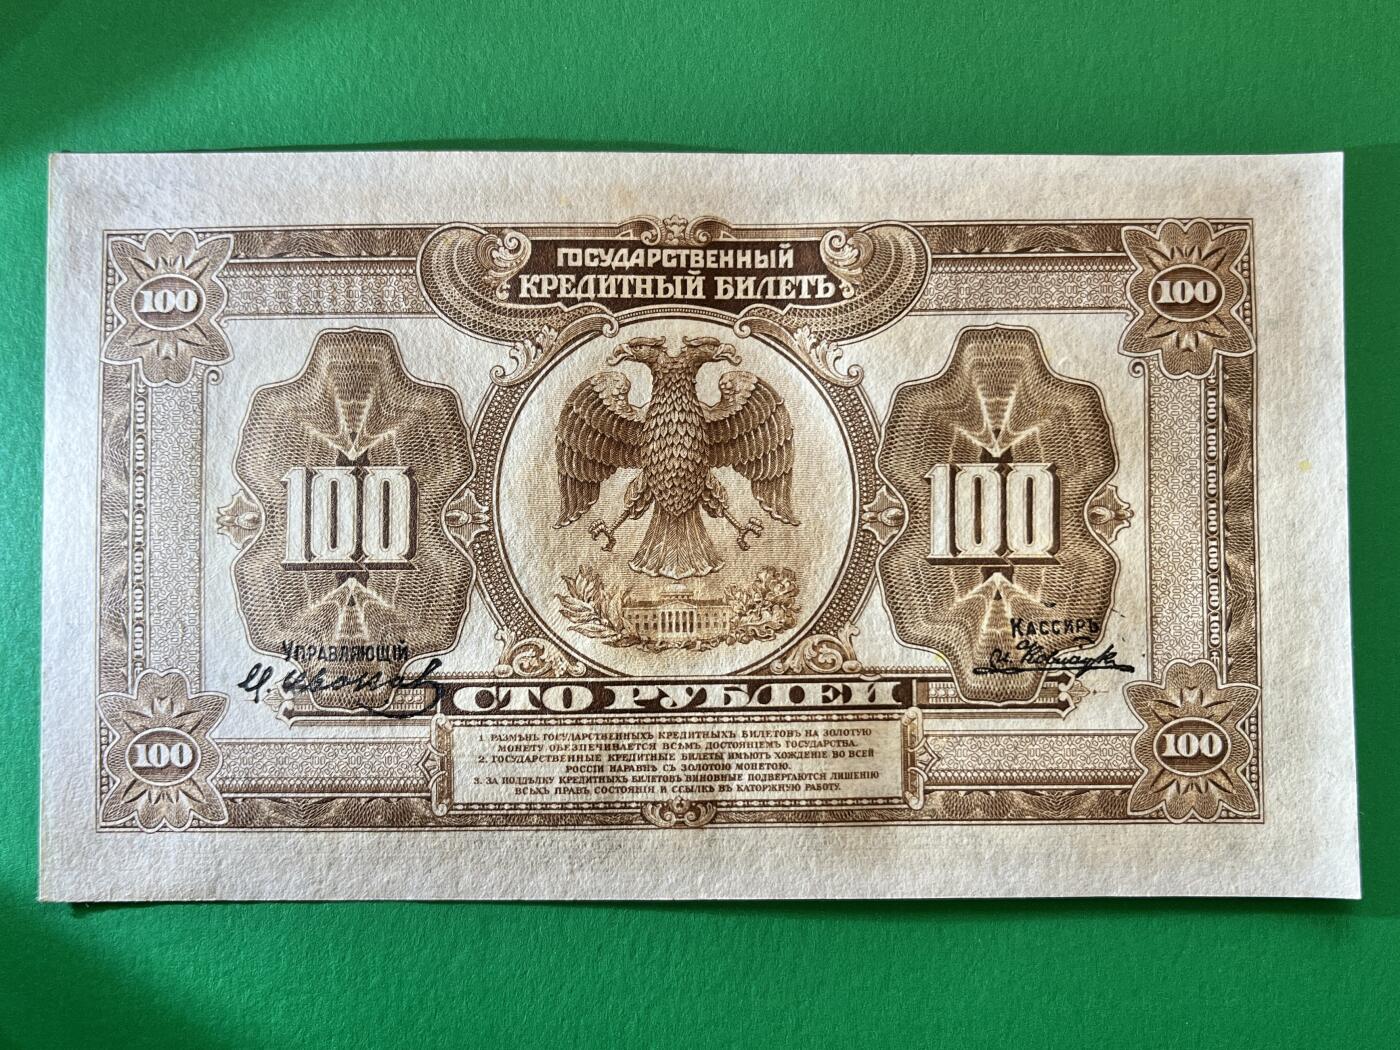 ГОСУДАРСТВЕННЫЙ
КРЕДИТНЫЙ БИЛЕТЪ
100
100
100
100
УПРАВЛЯЮЩІЙ
КАССИРЪ
СТО РУБЛЕЙ
1. РАЗМѢНЪ ГОСУДАРСТВЕННЫХЪ КРЕДИТНЫХЪ БИЛЕТОВЪ НА ЗОЛОТУЮ
МОНЕТУ ОБЕЗПЕЧИВАЕТСЯ ВСѢМЪ ДОСТОЯНІЕМЪ ГОСУДАРСТВА.
2. ГОСУДАРСТВЕННЫЕ КРЕДИТНЫЕ БИЛЕТЫ ИМѢЮТЪ ХОЖДЕНІЕ ВО ВСЕЙ
РОССІИ НАРАВНѢ СЪ ЗОЛОТОЮ МОНЕТОЮ.
3. ЗА ПОДДѢЛКУ КРЕДИТНЫХЪ БИЛЕТОВЪ ВИНОВНЫЕ ПОДВЕРГАЮТСЯ ЛИШЕНІЮ
ВСѢХЪ ПРАВЪ СОСТОЯНІЯ И ССЫЛКѢ ВЪ КАТОРЖНУЮ РАБОТУ.
100
100